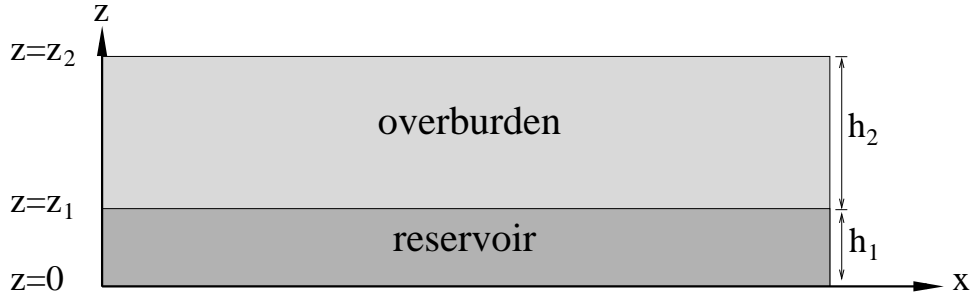 z
z=z₂
overburden
h₂
z=z₁
reservoir
h₁
z=0
x